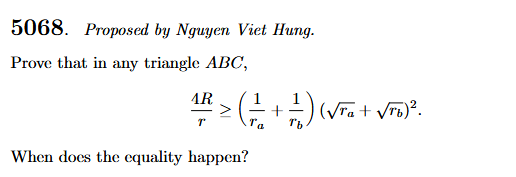 5068. Proposed by Nguyen Viet Hung.
Prove that in any triangle ABC,
4R/r ≥ (1/r_a + 1/r_b) (√r_a + √r_b)².
When does the equality happen?